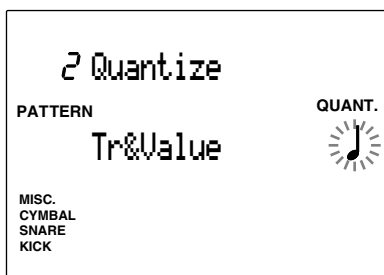 2 Quantize
PATTERN
QUANT.
Tr&Value
MISC.
CYMBAL
SNARE
KICK